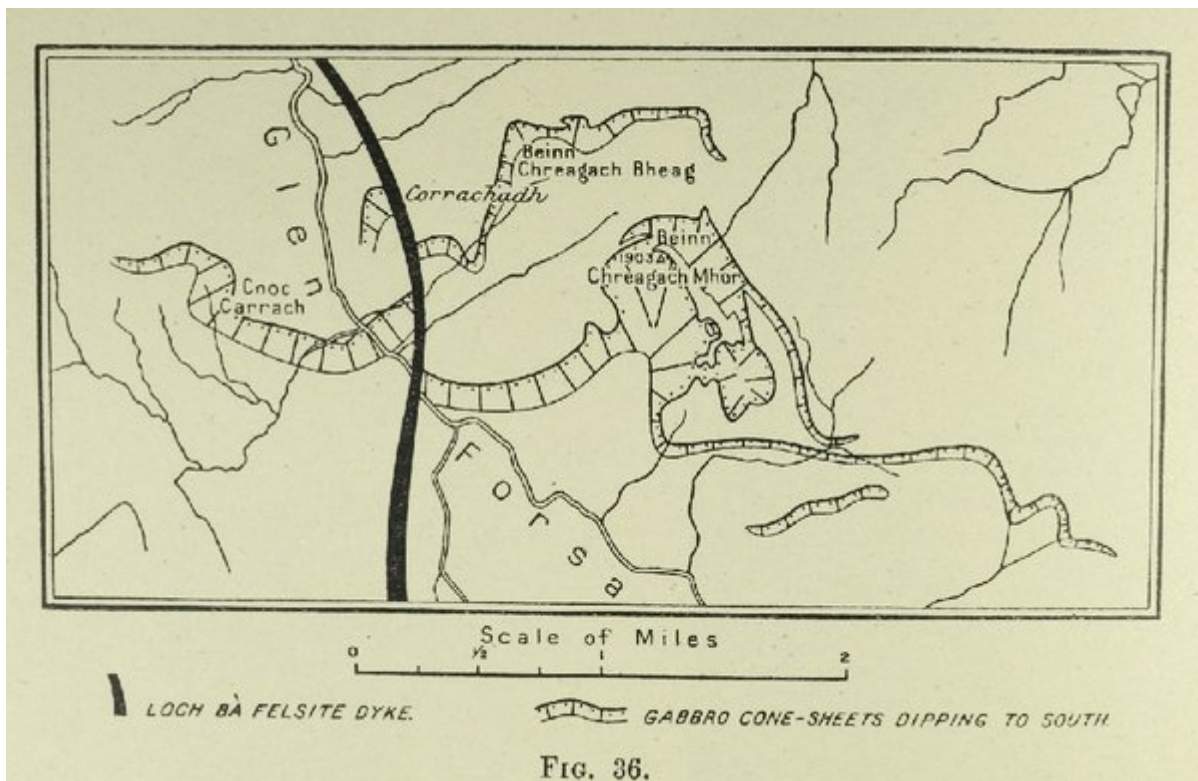 Glen
Beinn
Chreagach Bheag
Corrachadh
Beinn
1903
Chreagach Mhor
Cnoc
Carrach
Forsa
Scale of Miles
0 ½ 1 2
LOCH BÀ FELSITE DYKE.
GABBRO CONE-SHEETS DIPPING TO SOUTH.
FIG. 36.